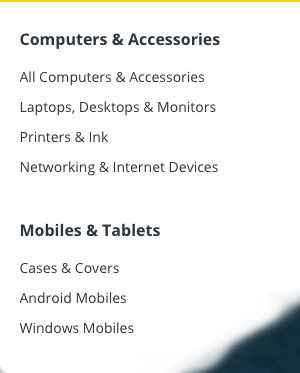 Computers & Accessories
All Computers & Accessories
Laptops, Desktops & Monitors
Printers & Ink
Networking & Internet Devices
Mobiles & Tablets
Cases & Covers
Android Mobiles
Windows Mobiles